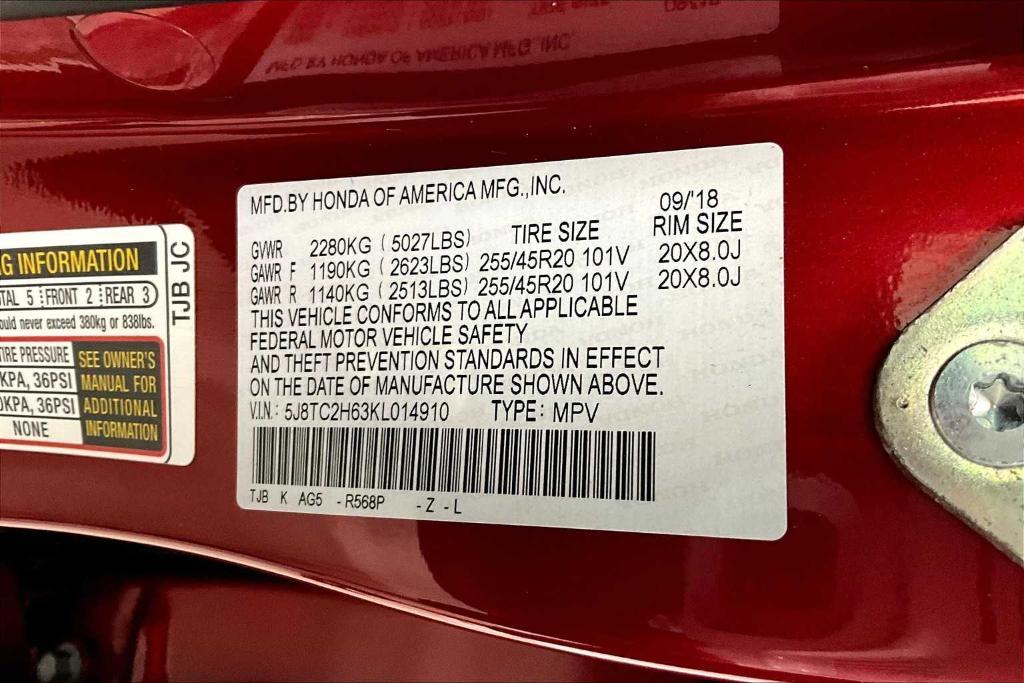 MFD.BY HONDA OF AMERICA MFG.,INC.
09/'18
GVWR 2280KG ( 5027LBS) TIRE SIZE RIM SIZE
GAWR F 1190KG ( 2623LBS) 255/45R20 101V 20X8.0J
GAWR R 1140KG ( 2513LBS) 255/45R20 101V 20X8.0J
THIS VEHICLE CONFORMS TO ALL APPLICABLE
FEDERAL MOTOR VEHICLE SAFETY
AND THEFT PREVENTION STANDARDS IN EFFECT
ON THE DATE OF MANUFACTURE SHOWN ABOVE.
V.I.N.: 5J8TC2H63KL014910 TYPE: MPV
TJB K AG5 -R568P -Z -L
G INFORMATION
TAL 5 FRONT 2 REAR 3
ould never exceed 380kg or 838lbs.
TIRE PRESSURE
KPA, 36PSI
0KPA, 36PSI
NONE
SEE OWNER'S
MANUAL FOR
ADDITIONAL
INFORMATION
TJB JC